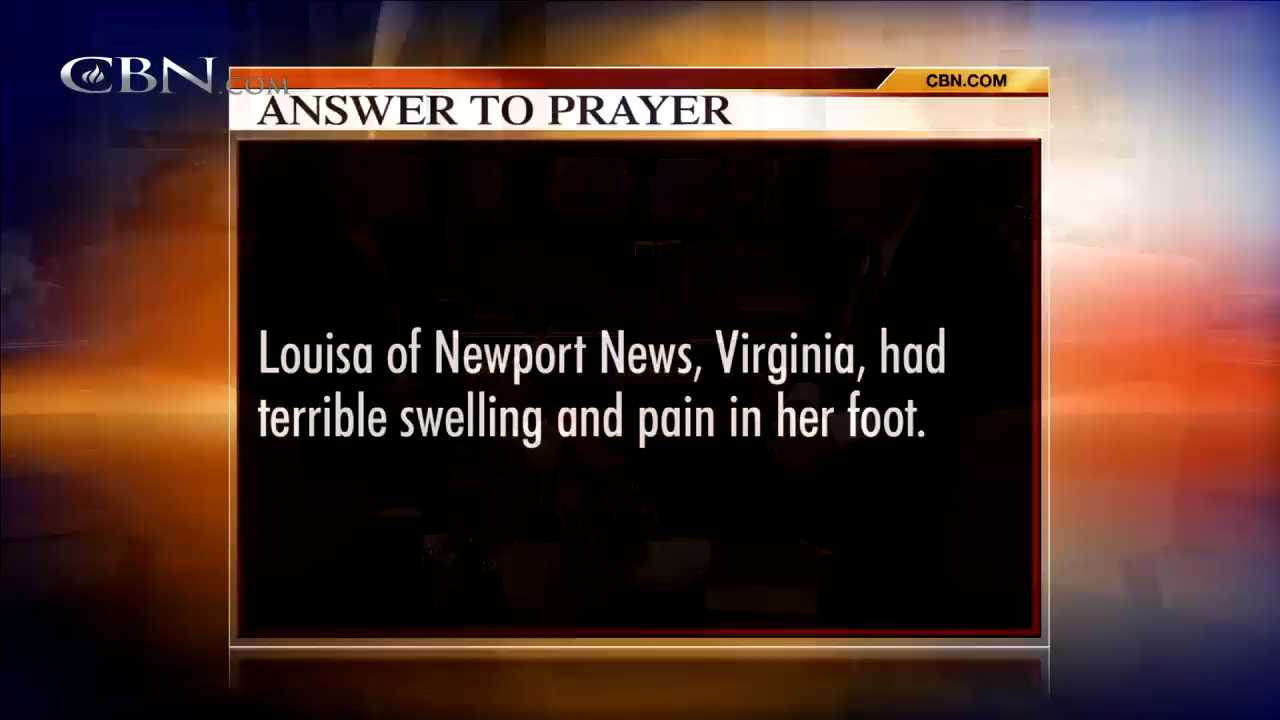 CBN.COM
CBN.COM
ANSWER TO PRAYER
Louisa of Newport News, Virginia, had
terrible swelling and pain in her foot.